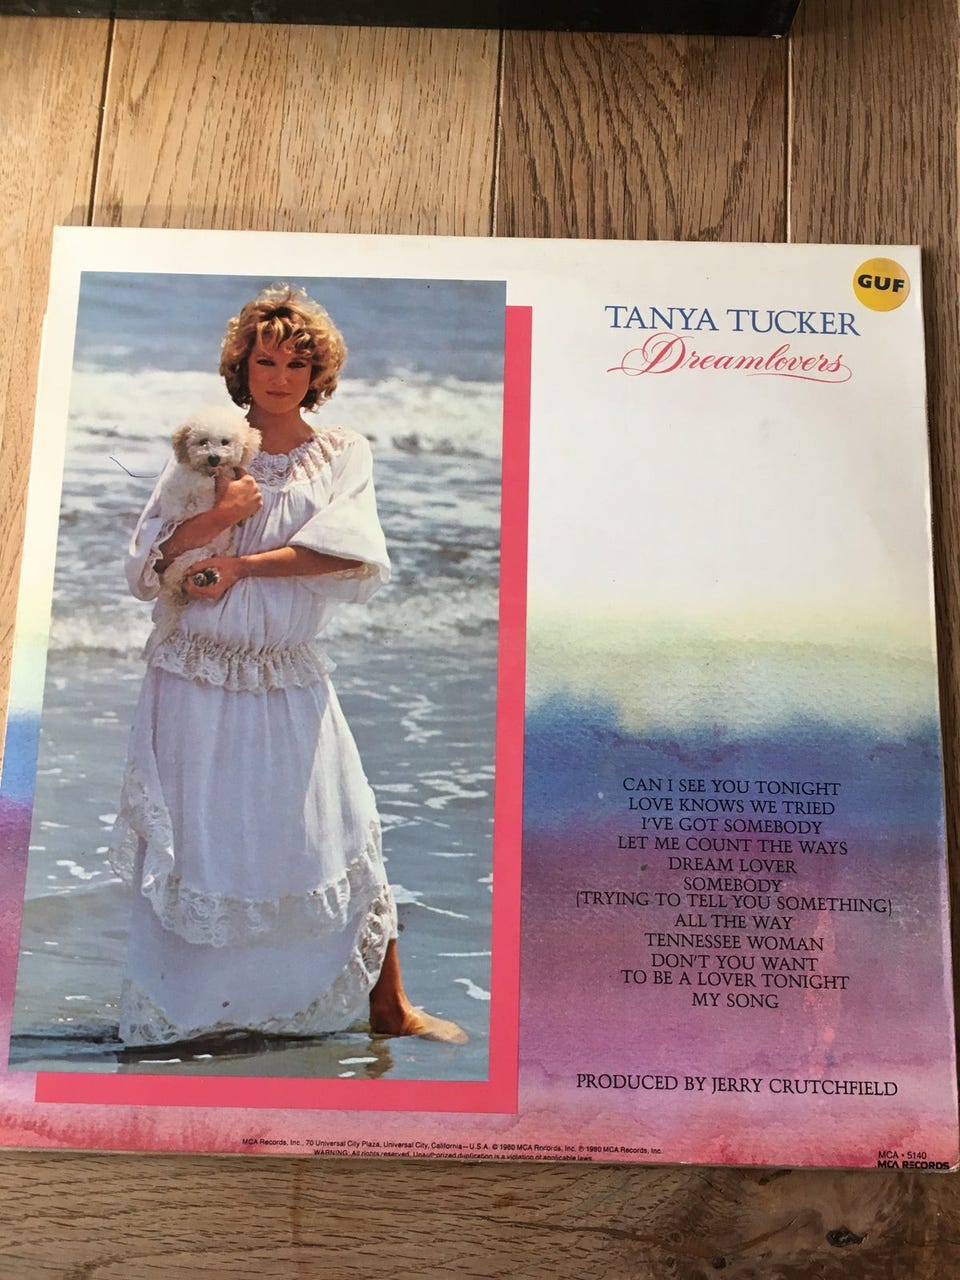 GUF
TANYA TUCKER
Dreamlovers
CAN I SEE YOU TONIGHT
LOVE KNOWS WE TRIED
I'VE GOT SOMEBODY
LET ME COUNT THE WAYS
DREAM LOVER
SOMEBODY
(TRYING TO TELL YOU SOMETHING)
ALL THE WAY
TENNESSEE WOMAN
DON'T YOU WANT
TO BE A LOVER TONIGHT
MY SONG
PRODUCED BY JERRY CRUTCHFIELD
MCA Records, Inc., 70 Universal City Plaza, Universal City, California—U.S.A. © 1980 MCA Records, Inc. ℗ 1980 MCA Records, Inc.
WARNING: All rights reserved. Unauthorized duplication is a violation of applicable laws.
MCA • 5140
MCA RECORDS